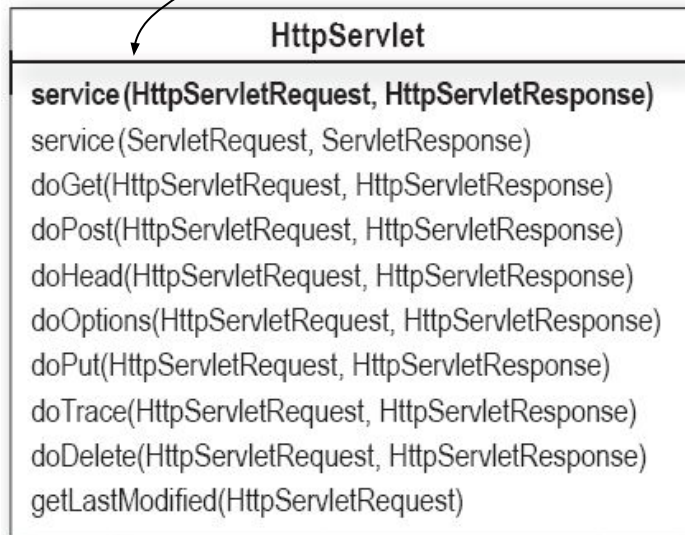 HttpServlet
service(HttpServletRequest, HttpServletResponse)
service(ServletRequest, ServletResponse)
doGet(HttpServletRequest, HttpServletResponse)
doPost(HttpServletRequest, HttpServletResponse)
doHead(HttpServletRequest, HttpServletResponse)
doOptions(HttpServletRequest, HttpServletResponse)
doPut(HttpServletRequest, HttpServletResponse)
doTrace(HttpServletRequest, HttpServletResponse)
doDelete(HttpServletRequest, HttpServletResponse)
getLastModified(HttpServletRequest)